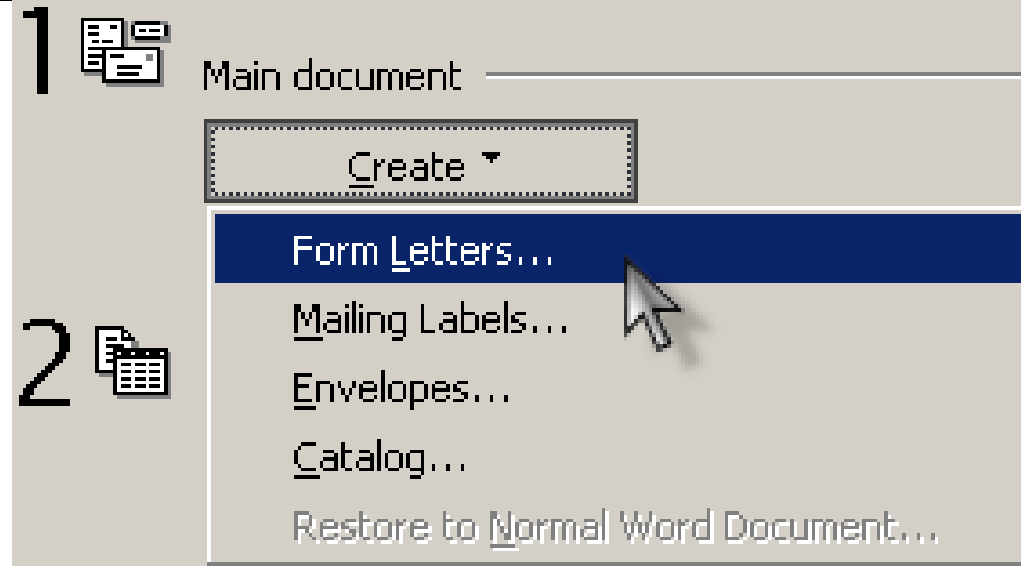 1
Main document
Create
Form Letters...
Mailing Labels...
2
Envelopes...
Catalog...
Restore to Normal Word Document...